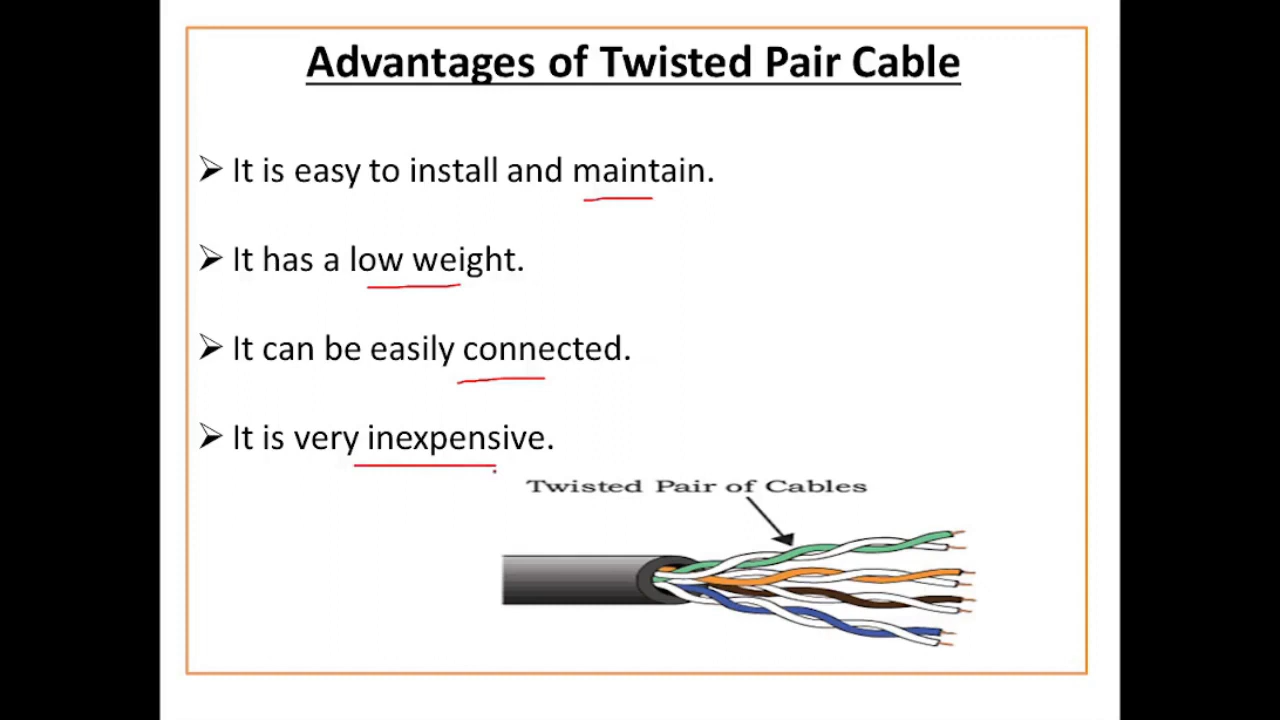 Advantages of Twisted Pair Cable
➢ It is easy to install and maintain.
➢ It has a low weight.
➢ It can be easily connected.
➢ It is very inexpensive.
Twisted Pair of Cables